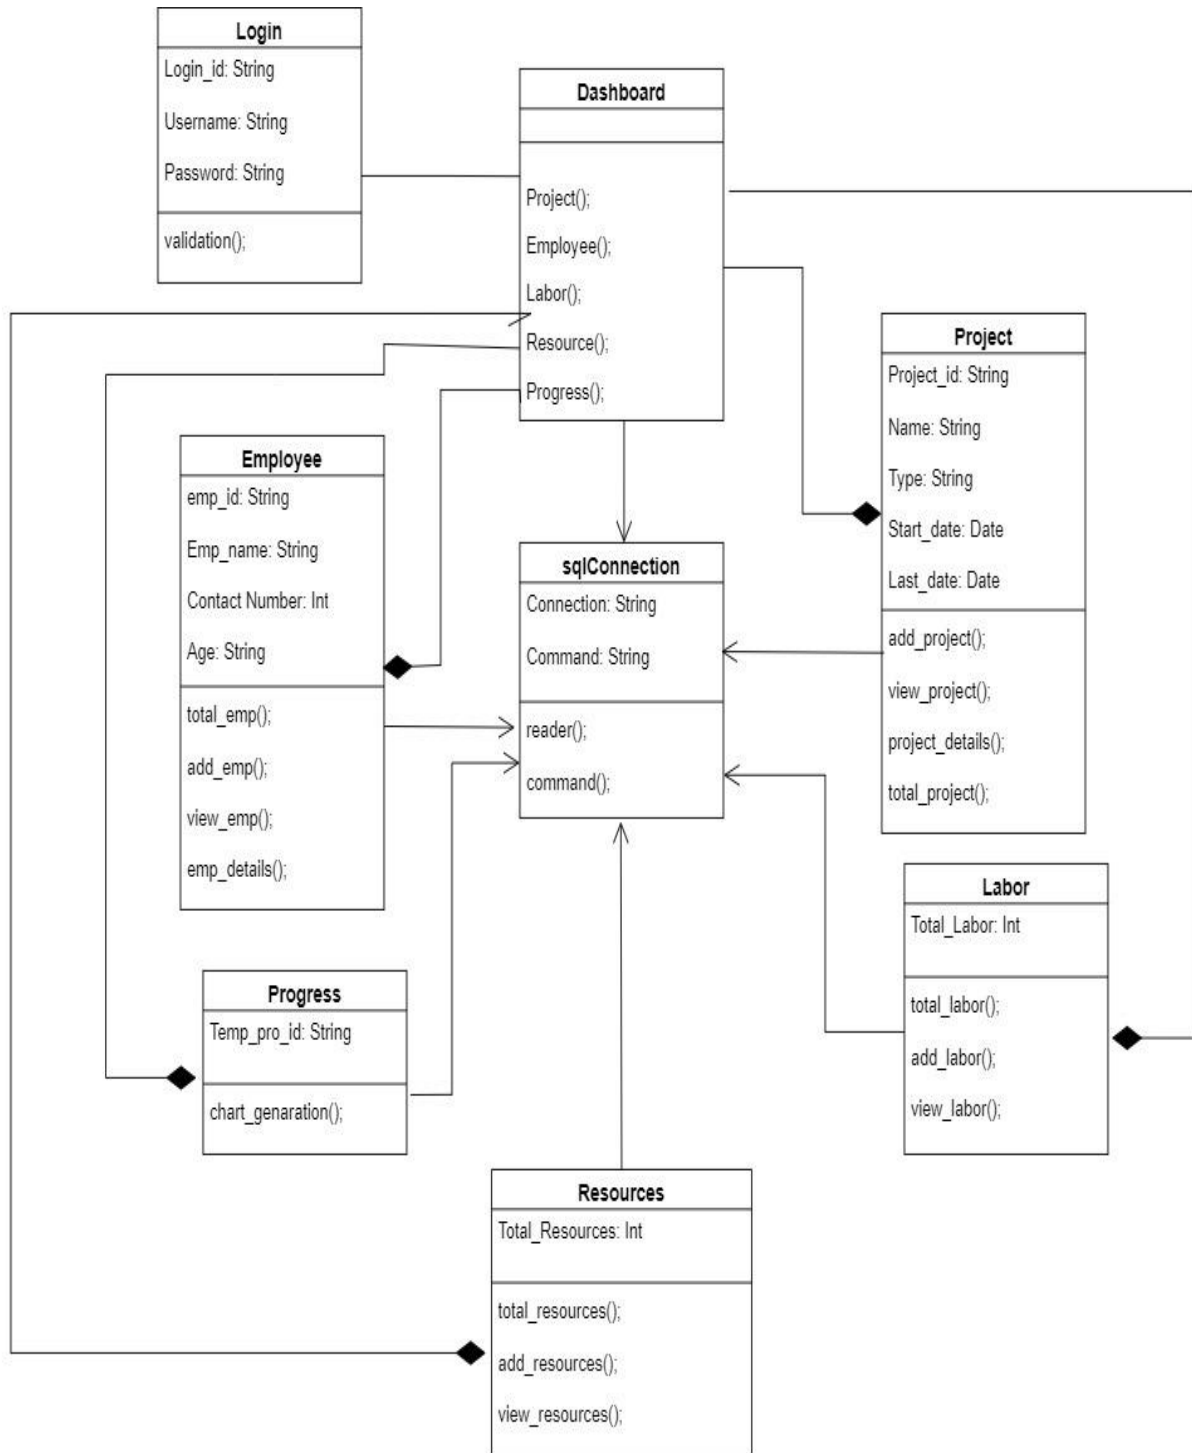 Login
Login_id: String
Username: String
Password: String
validation();
Dashboard
Project();
Employee();
Labor();
Resource();
Progress();
Project
Project_id: String
Name: String
Type: String
Start_date: Date
Last_date: Date
add_project();
view_project();
project_details();
total_project();
Employee
emp_id: String
Emp_name: String
Contact Number: Int
Age: String
total_emp();
add_emp();
view_emp();
emp_details();
sqlConnection
Connection: String
Command: String
reader();
command();
Labor
Total_Labor: Int
total_labor();
add_labor();
view_labor();
Progress
Temp_pro_id: String
chart_genaration();
Resources
Total_Resources: Int
total_resources();
add_resources();
view_resources();